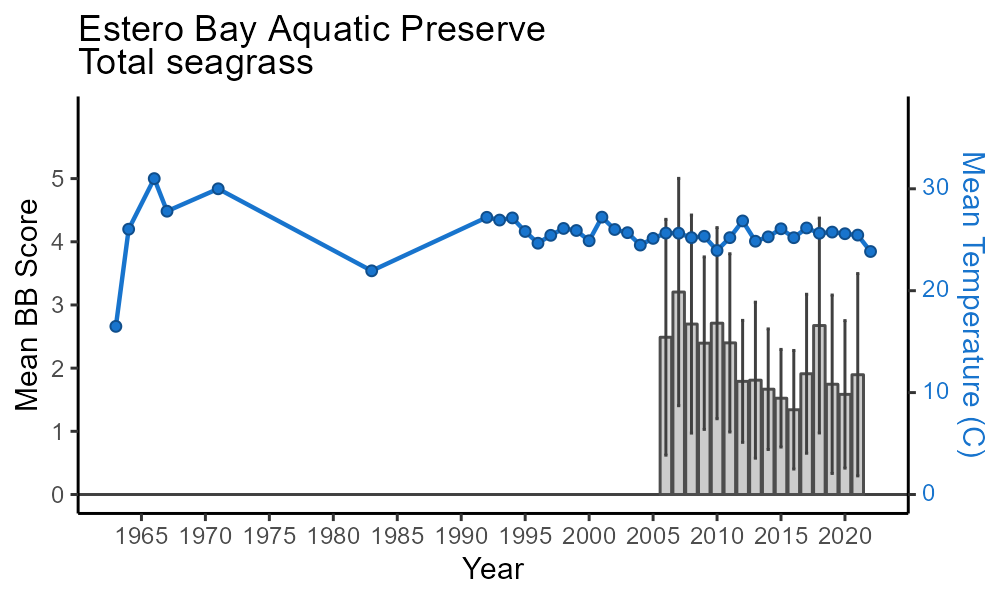 Estero Bay Aquatic Preserve
Total seagrass
Mean BB Score
5
4
3
2
1
0
30
20
10
0
Mean Temperature (C)
1965 1970 1975 1980 1985 1990 1995 2000 2005 2010 2015 2020
Year